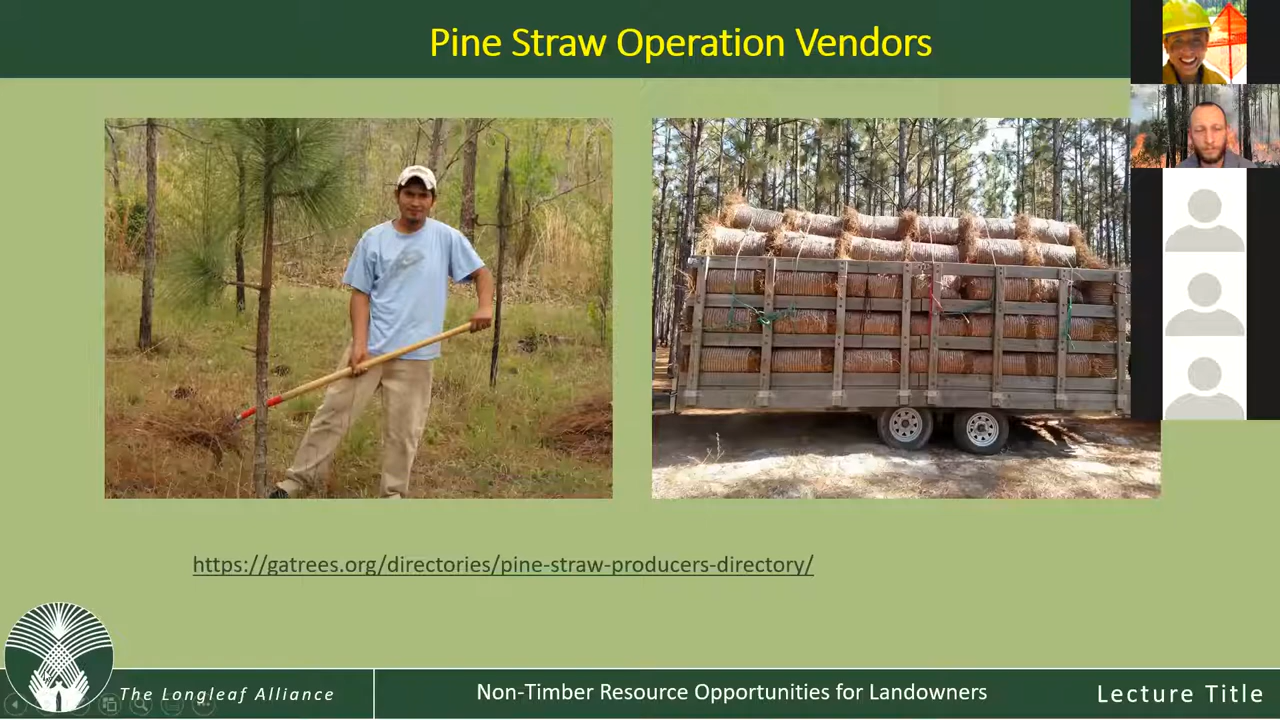 Pine Straw Operation Vendors
https://gatrees.org/directories/pine-straw-producers-directory/
The Longleaf Alliance
Non-Timber Resource Opportunities for Landowners
Lecture Title